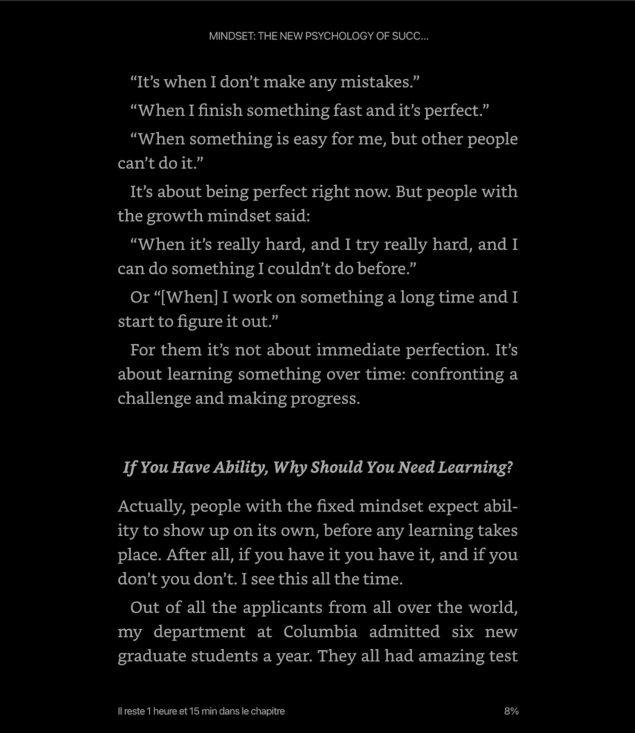 MINDSET: THE NEW PSYCHOLOGY OF SUCC...
“It’s when I don’t make any mistakes.”
“When I finish something fast and it’s perfect.”
“When something is easy for me, but other people
can’t do it.”
It’s about being perfect right now. But people with
the growth mindset said:
“When it’s really hard, and I try really hard, and I
can do something I couldn’t do before.”
Or “[When] I work on something a long time and I
start to figure it out.”
For them it’s not about immediate perfection. It’s
about learning something over time: confronting a
challenge and making progress.
If You Have Ability, Why Should You Need Learning?
Actually, people with the fixed mindset expect abil-
ity to show up on its own, before any learning takes
place. After all, if you have it you have it, and if you
don’t you don’t. I see this all the time.
Out of all the applicants from all over the world,
my department at Columbia admitted six new
graduate students a year. They all had amazing test
Il reste 1 heure et 15 min dans le chapitre
8%